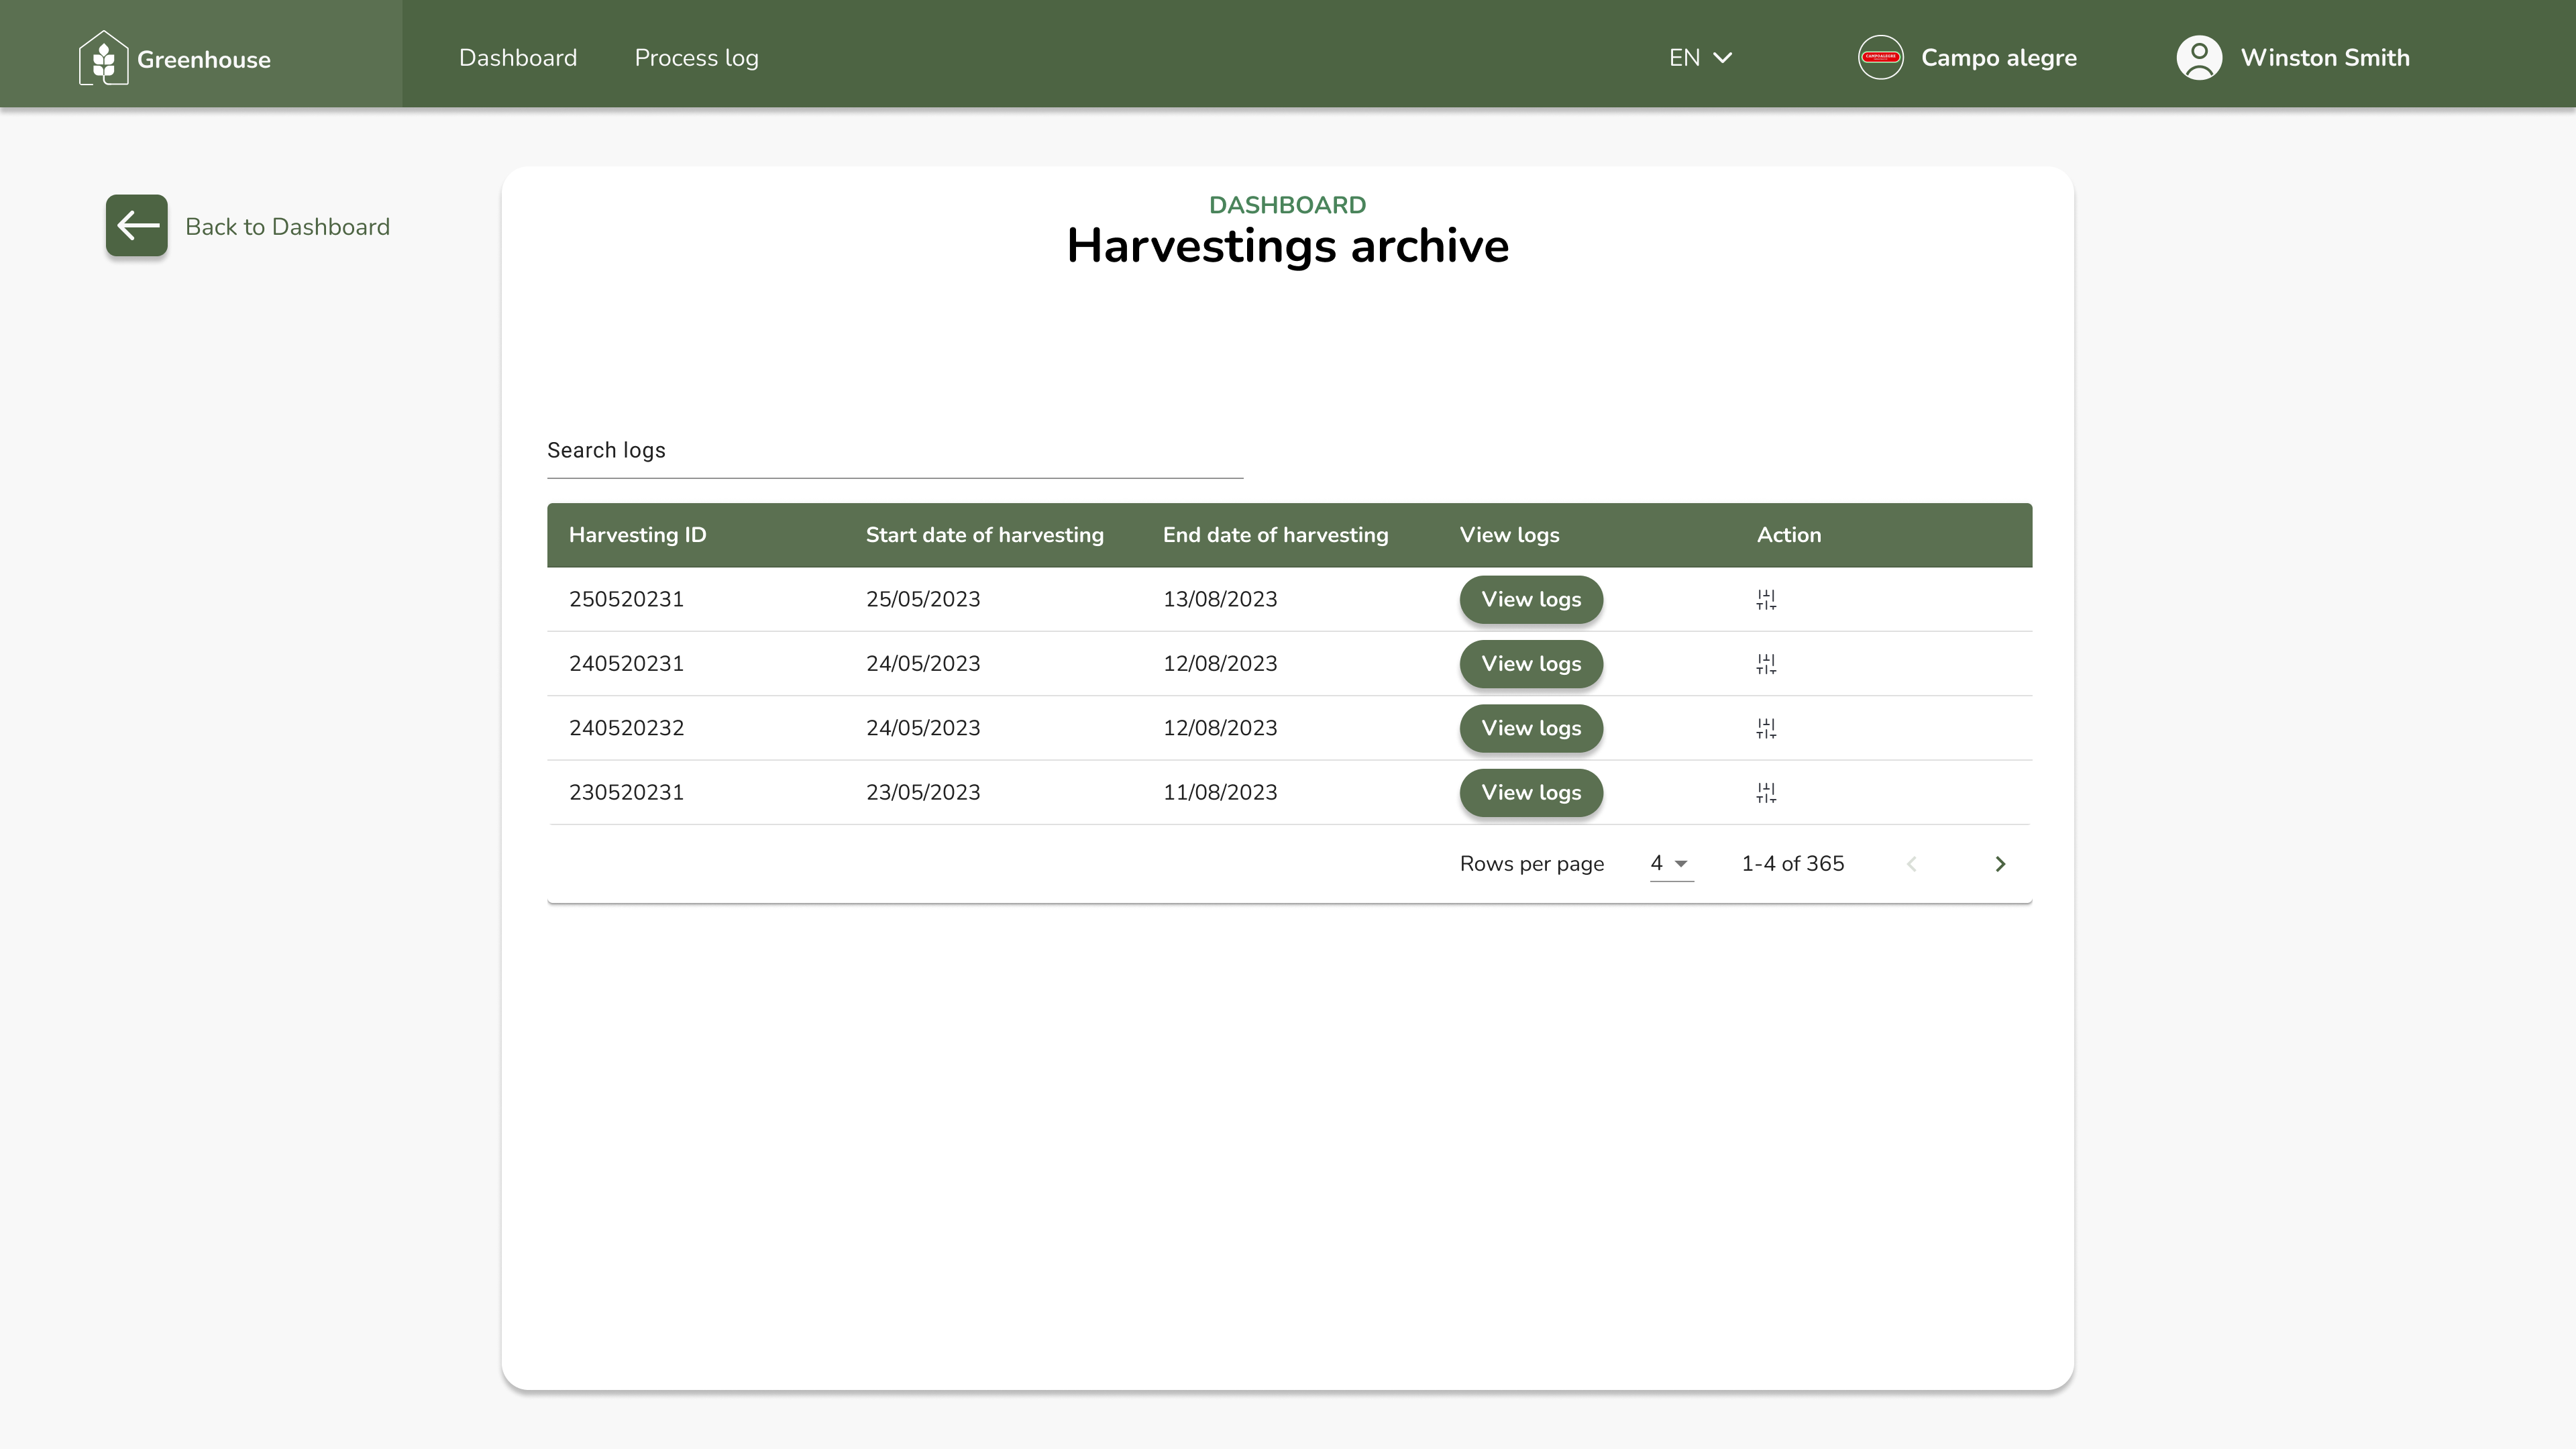 Greenhouse
Dashboard
Process log
EN
CAMPOALEGRE
Campo alegre
Winston Smith
Back to Dashboard
DASHBOARD
Harvestings archive
Search logs
Harvesting ID Start date of harvesting End date of harvesting View logs Action
250520231 25/05/2023 13/08/2023 View logs
240520231 24/05/2023 12/08/2023 View logs
240520232 24/05/2023 12/08/2023 View logs
230520231 23/05/2023 11/08/2023 View logs
Rows per page 4 1-4 of 365